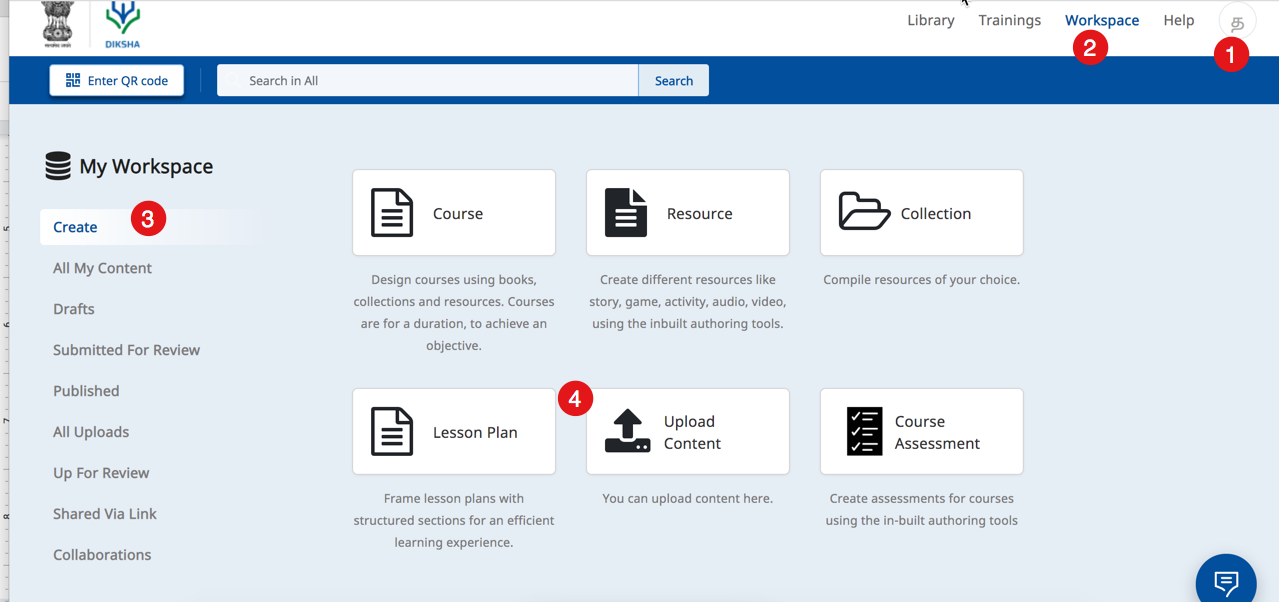 DIKSHA
Library Trainings Workspace Help த
2 1
Enter QR code Search in All Search
My Workspace
Create 3
All My Content
Drafts
Submitted For Review
Published
All Uploads
Up For Review
Shared Via Link
Collaborations
Course
Design courses using books,
collections and resources. Courses
are for a duration, to achieve an
objective.
Resource
Create different resources like
story, game, activity, audio, video,
using the inbuilt authoring tools.
Collection
Compile resources of your choice.
Lesson Plan
Frame lesson plans with
structured sections for an efficient
learning experience.
4
Upload
Content
You can upload content here.
Course
Assessment
Create assessments for courses
using the in-built authoring tools